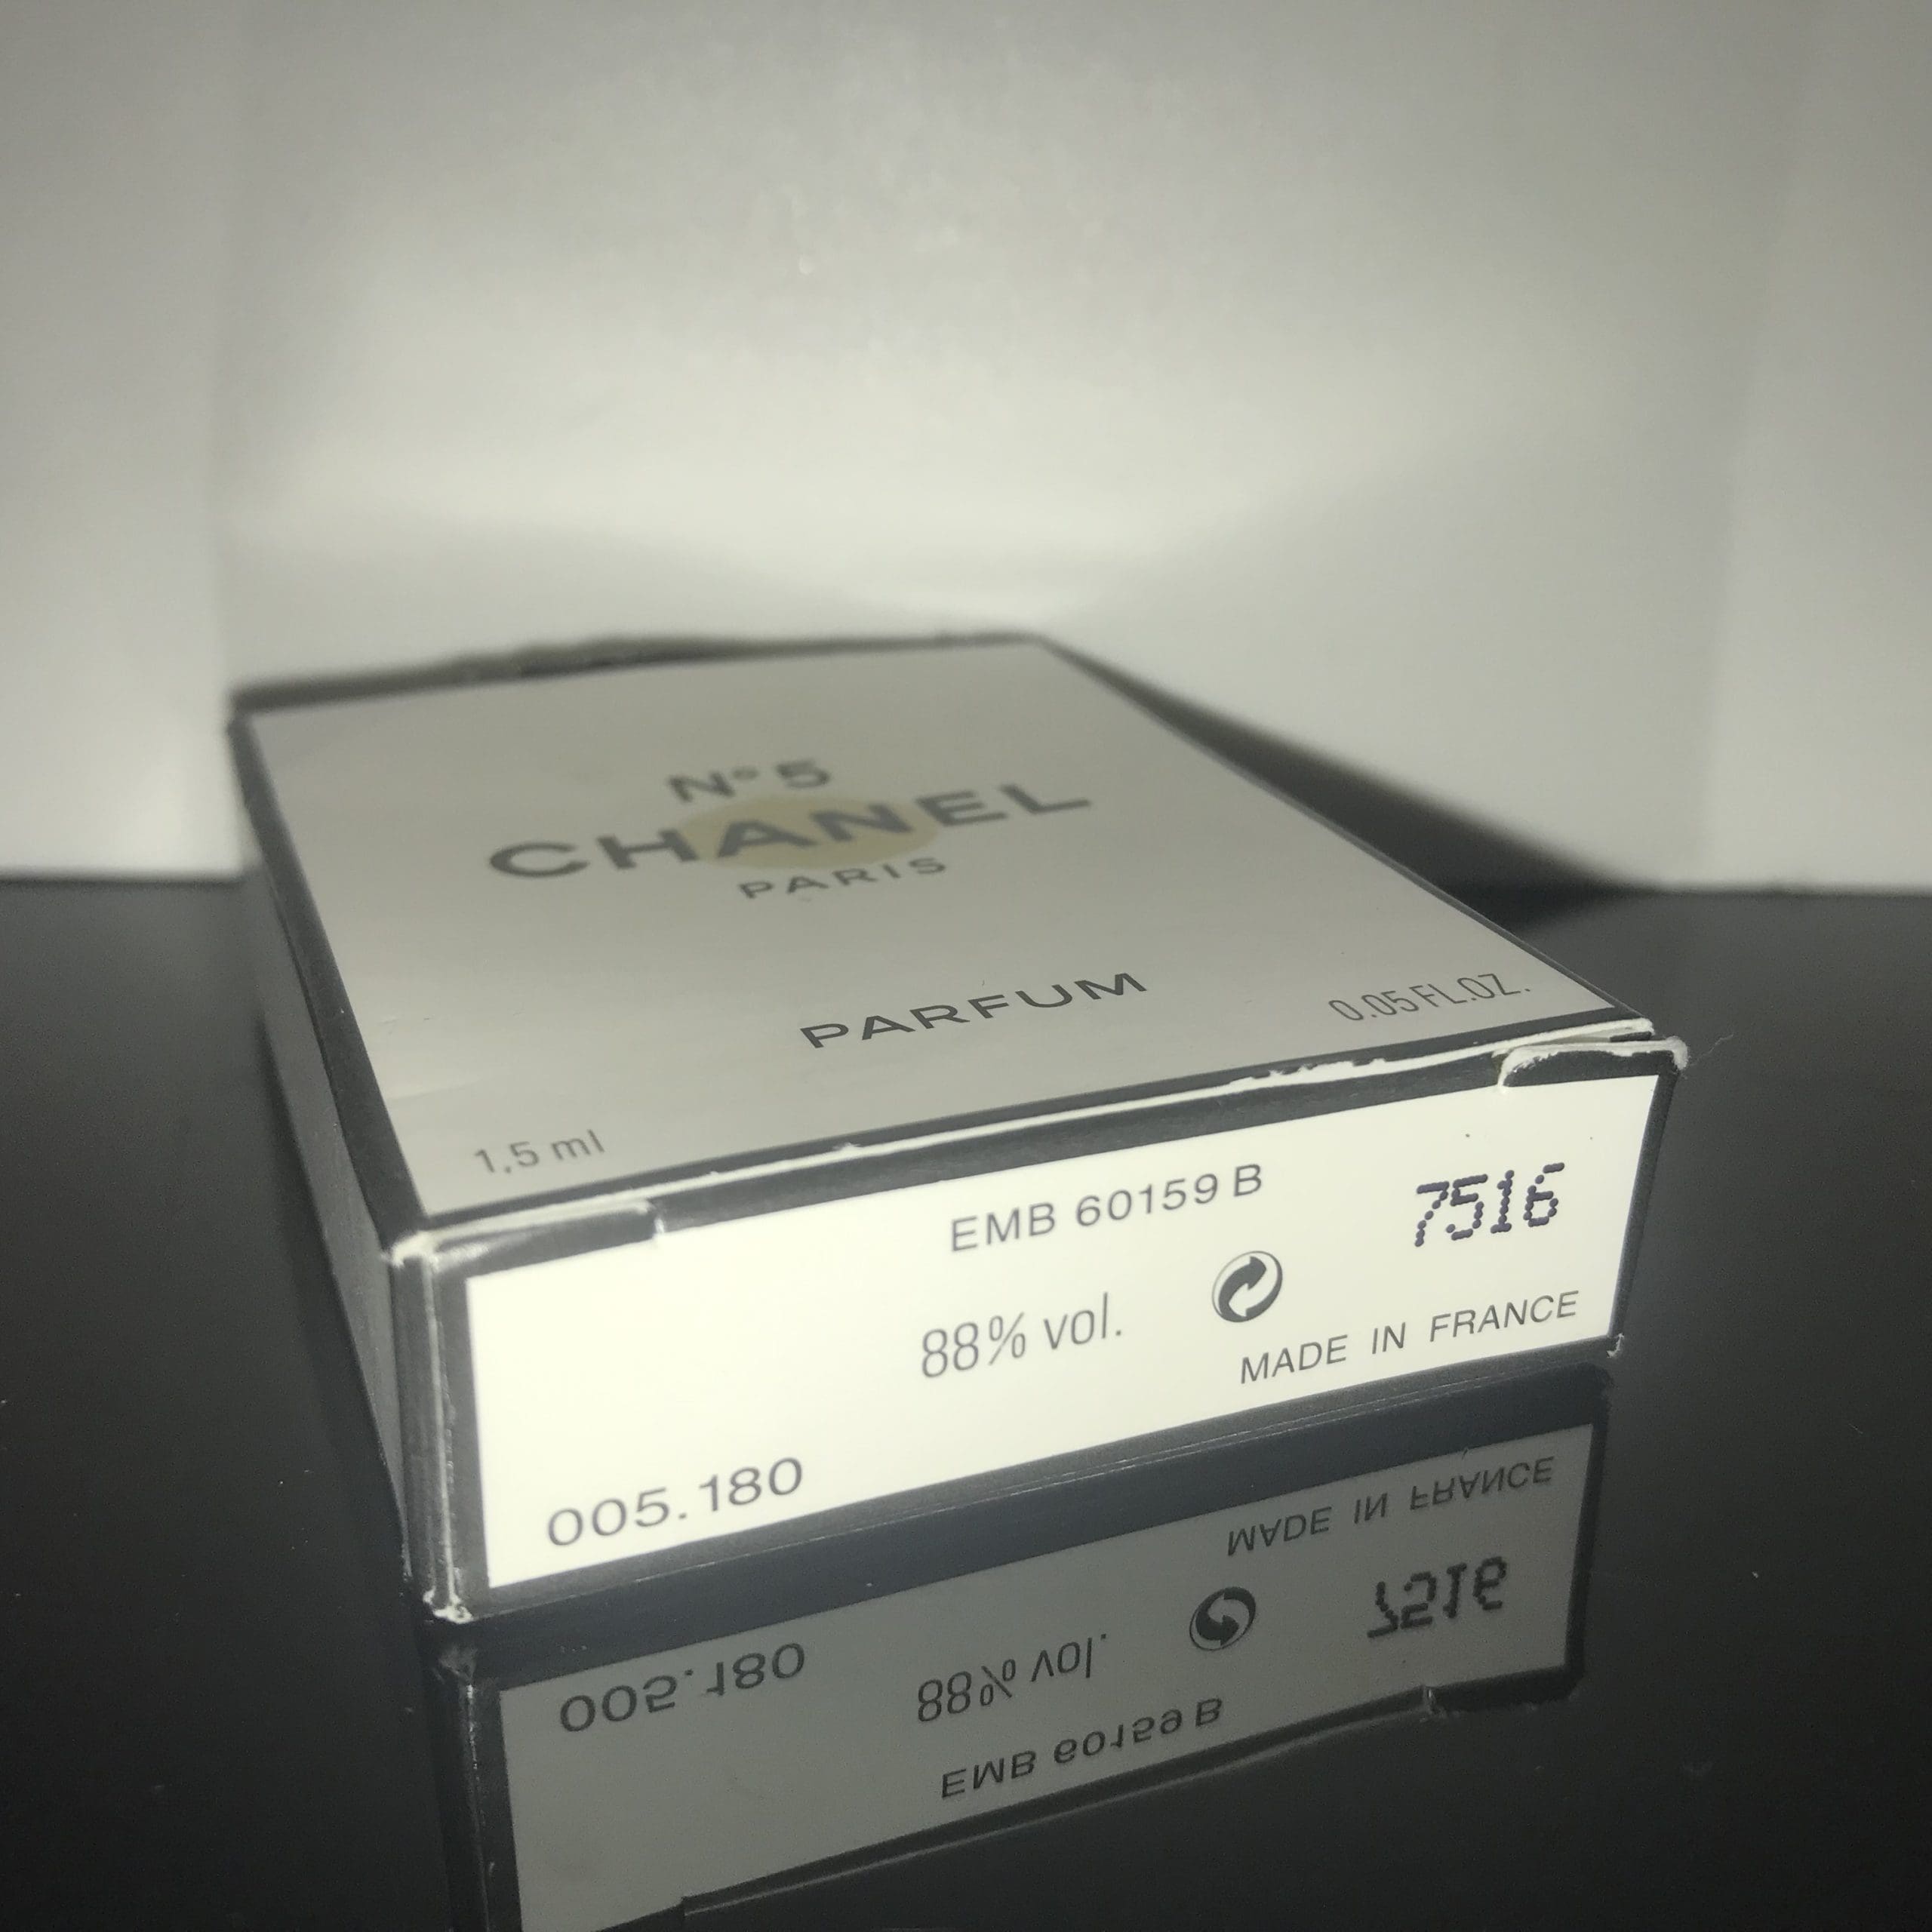 N° 5
CHANEL
PARIS
PARFUM
1,5 ml
0.05 FL.OZ.
EMB 60159 B
7516
88% vol.
MADE IN FRANCE
005.180